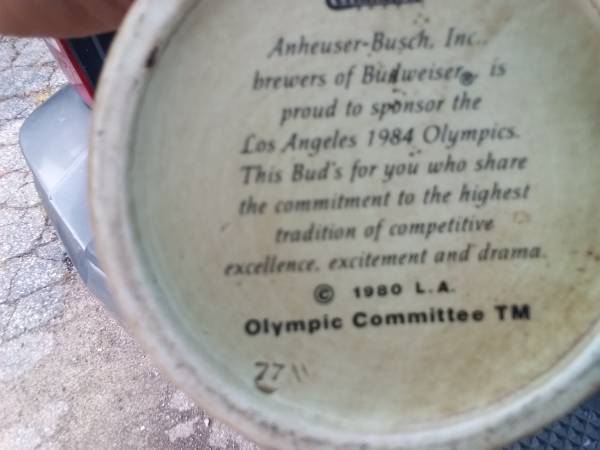 Anheuser-Busch, Inc.,
brewers of Budweiser®, is
proud to sponsor the
Los Angeles 1984 Olympics.
This Bud's for you who share
the commitment to the highest
tradition of competitive
excellence, excitement and drama.
© 1980 L.A.
Olympic Committee TM